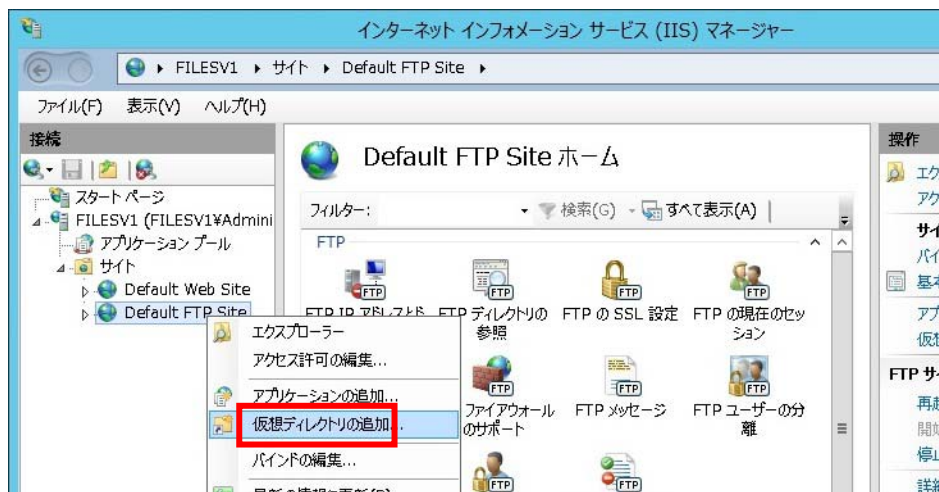 インターネット インフォメーション サービス (IIS) マネージャー
FILESV1 サイト Default FTP Site
ファイル(F) 表示(V) ヘルプ(H)
接続
スタート ページ
FILESV1 (FILESV1¥Admini
アプリケーション プール
サイト
Default Web Site
Default FTP Site
エクスプローラー
アクセス許可の編集...
アプリケーションの追加...
仮想ディレクトリの追加...
バインドの編集...
Default FTP Site ホーム
フィルター: 検索(G) すべて表示(A)
FTP
FTP ディレクトリの参照
FTP の SSL 設定
FTP の現在のセッション
ファイアウォールのサポート
FTP メッセージ
FTP ユーザーの分離
操作
エク
アク
サイ
バイ
基本
アプ
仮想
FTP サ
再起
開始
停止
詳細